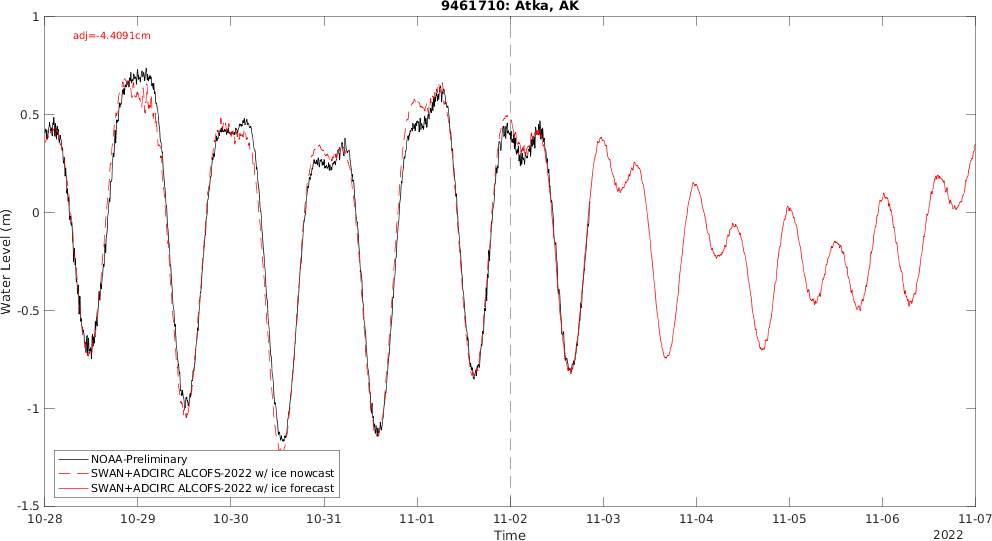 9461710: Atka, AK
adj=-4.4091cm
1
0.5
0
-0.5
-1
-1.5
Water Level (m)
NOAA-Preliminary
SWAN+ADCIRC ALCOFS-2022 w/ ice nowcast
SWAN+ADCIRC ALCOFS-2022 w/ ice forecast
10-28 10-29 10-30 10-31 11-01 11-02 11-03 11-04 11-05 11-06 11-07
Time
2022